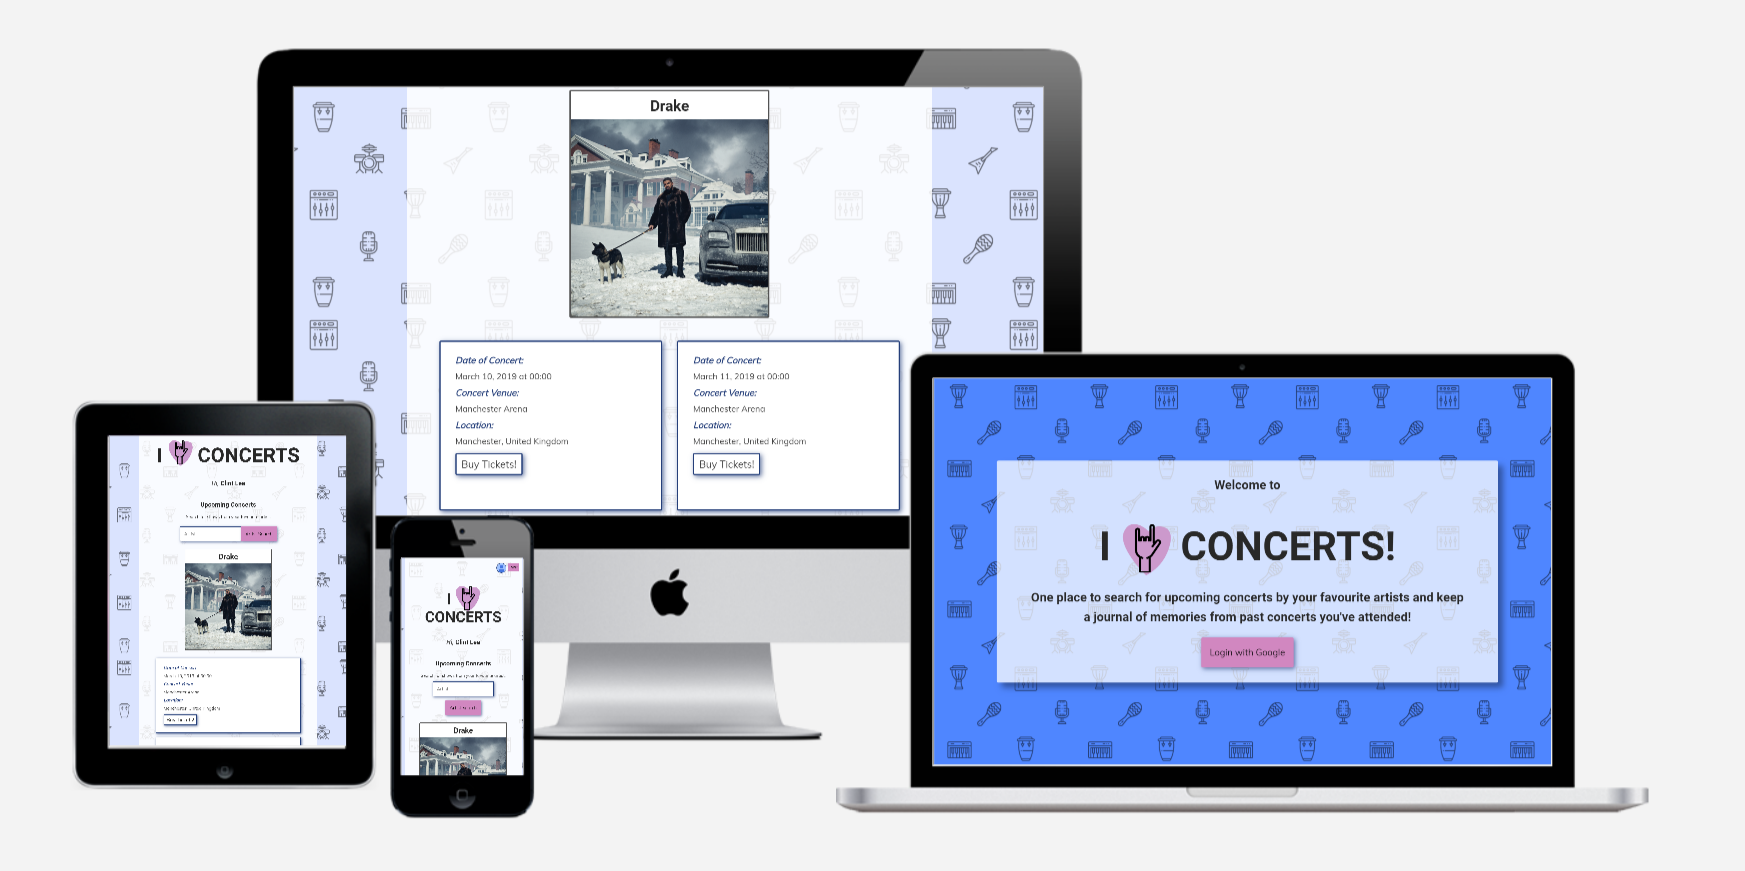 Drake
Date of Concert:
March 10, 2019 at 00:00
Concert Venue:
Manchester Arena
Location:
Manchester, United Kingdom
Buy Tickets!
Date of Concert:
March 11, 2019 at 00:00
Concert Venue:
Manchester Arena
Location:
Manchester, United Kingdom
Buy Tickets!
I CONCERTS
Hi, Clint Lee
Upcoming Concerts
Drake
Location:
I
CONCERTS
Hi, Clint Lee
Upcoming Concerts
Drake
Welcome to
I CONCERTS!
One place to search for upcoming concerts by your favourite artists and keep
a journal of memories from past concerts you've attended!
Login with Google